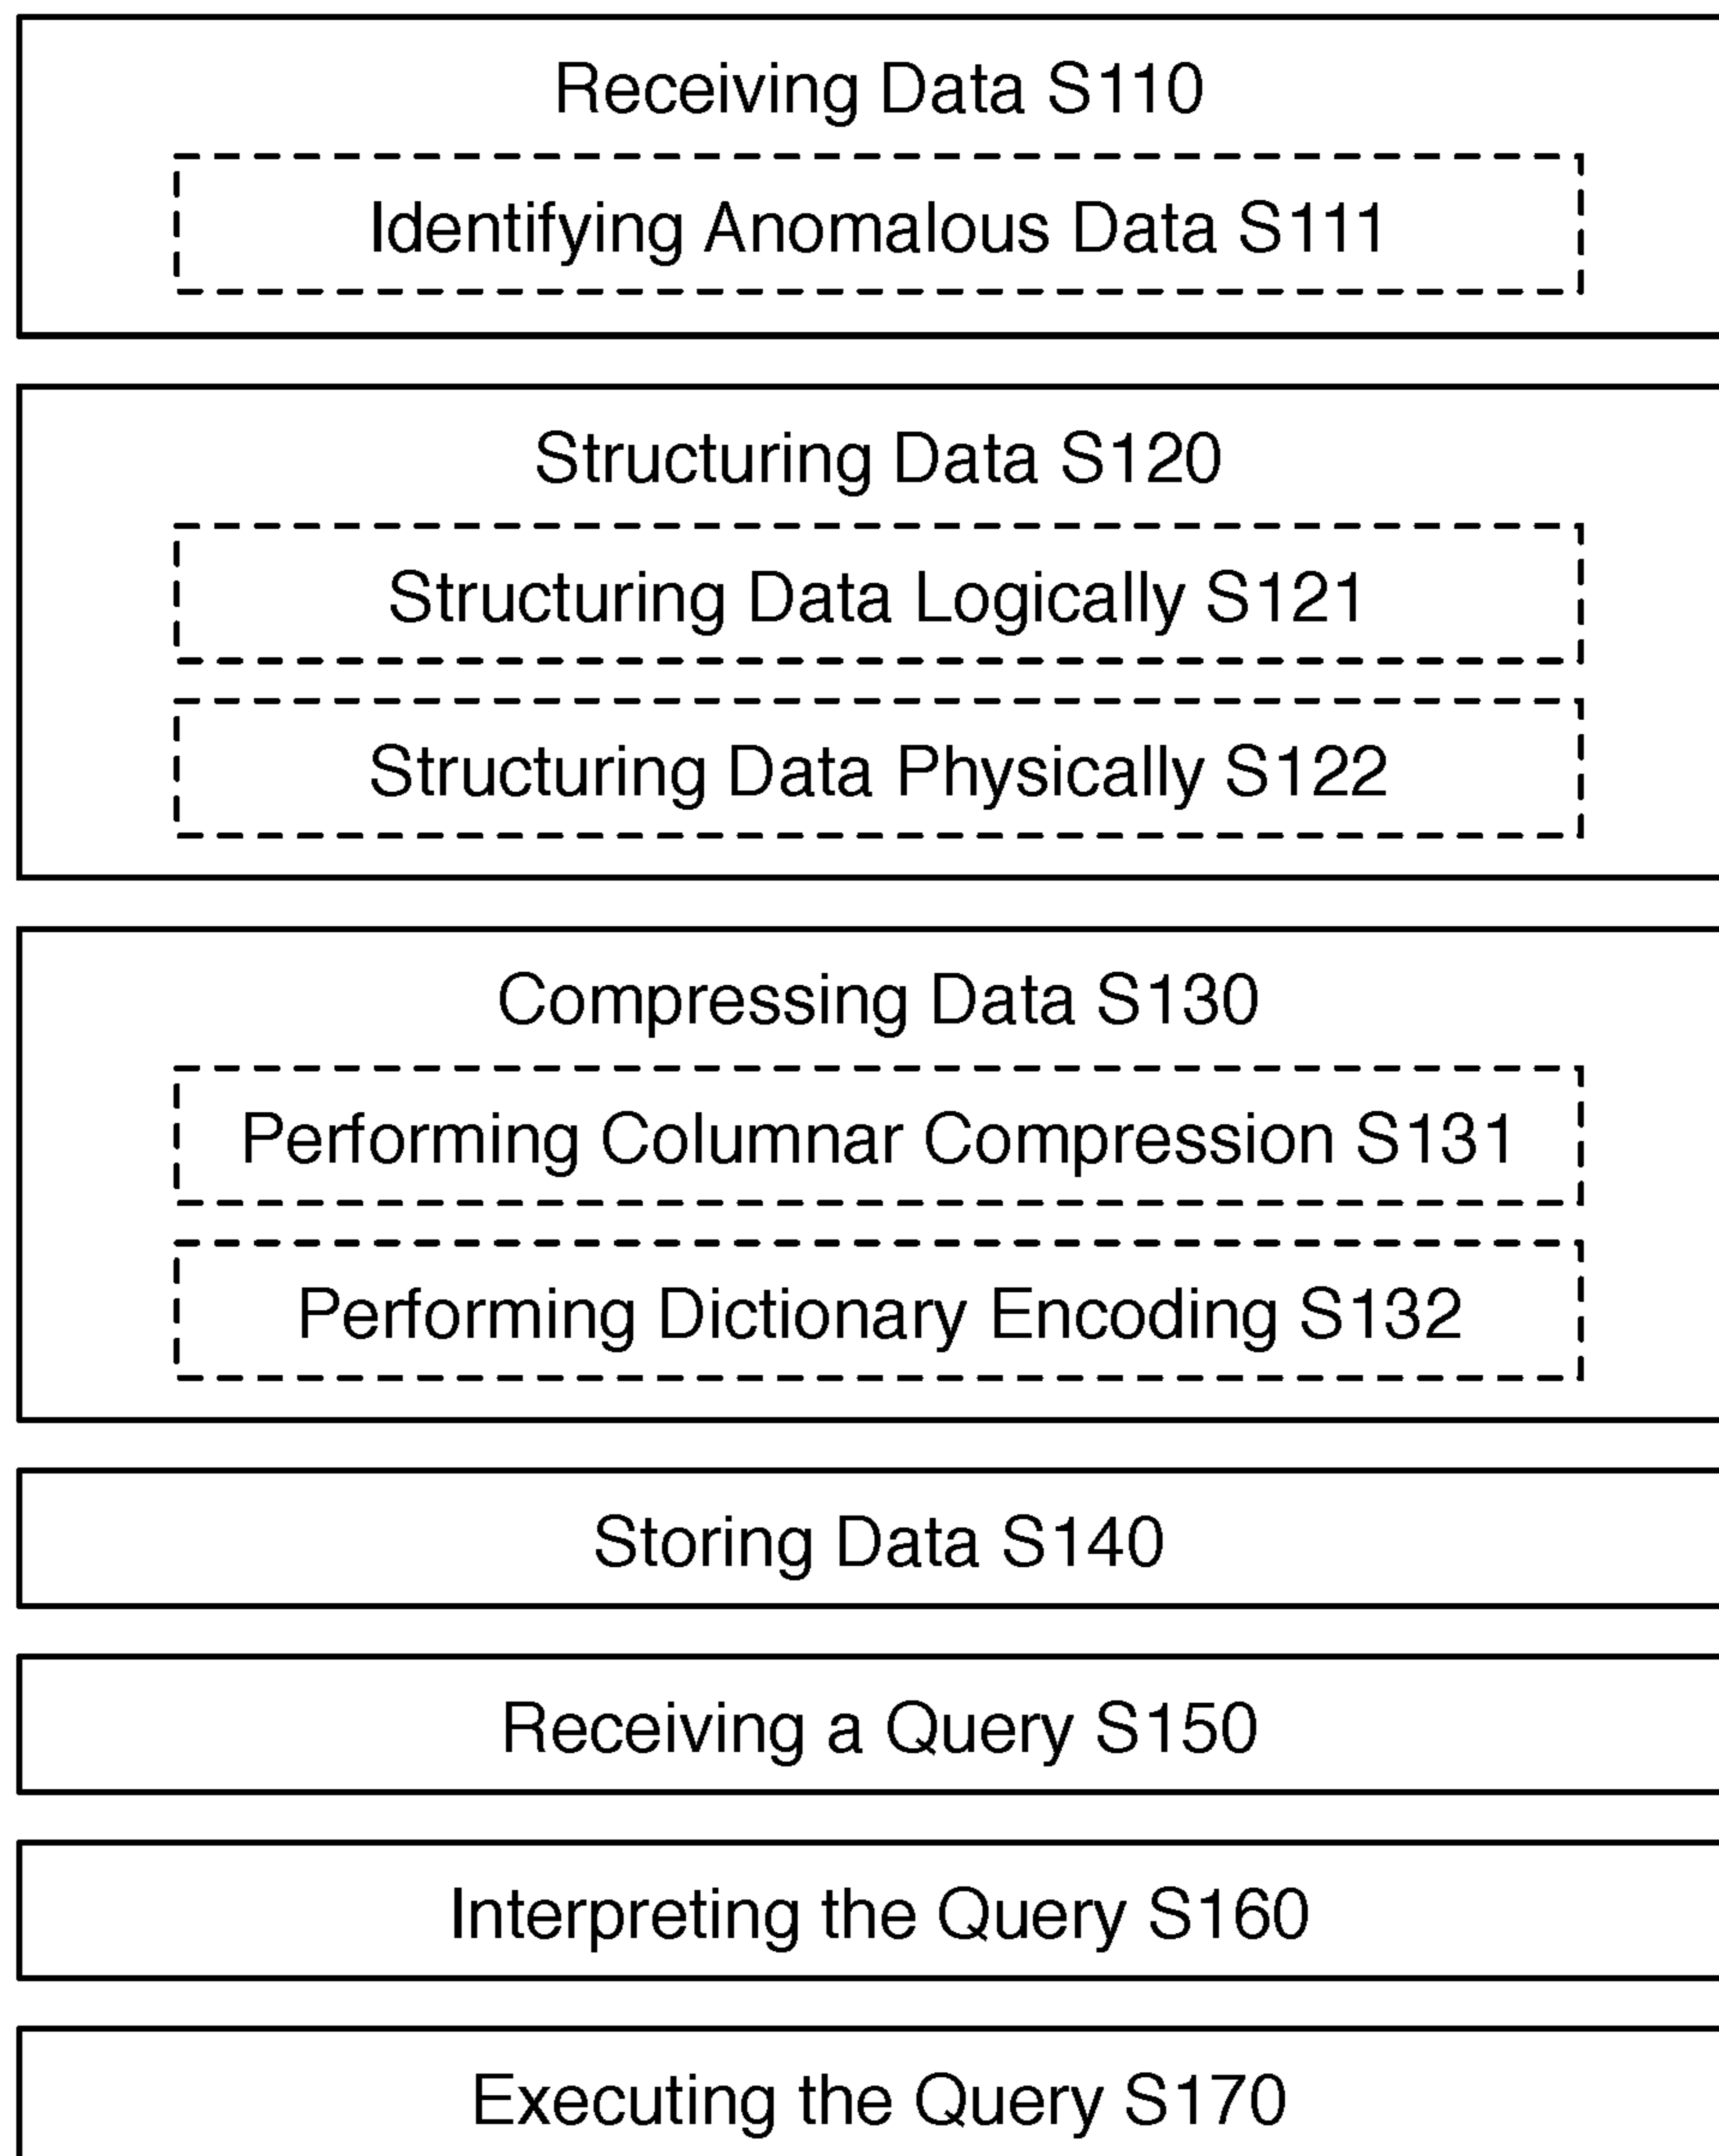 Receiving Data S110
Identifying Anomalous Data S111
Structuring Data S120
Structuring Data Logically S121
Structuring Data Physically S122
Compressing Data S130
Performing Columnar Compression S131
Performing Dictionary Encoding S132
Storing Data S140
Receiving a Query S150
Interpreting the Query S160
Executing the Query S170